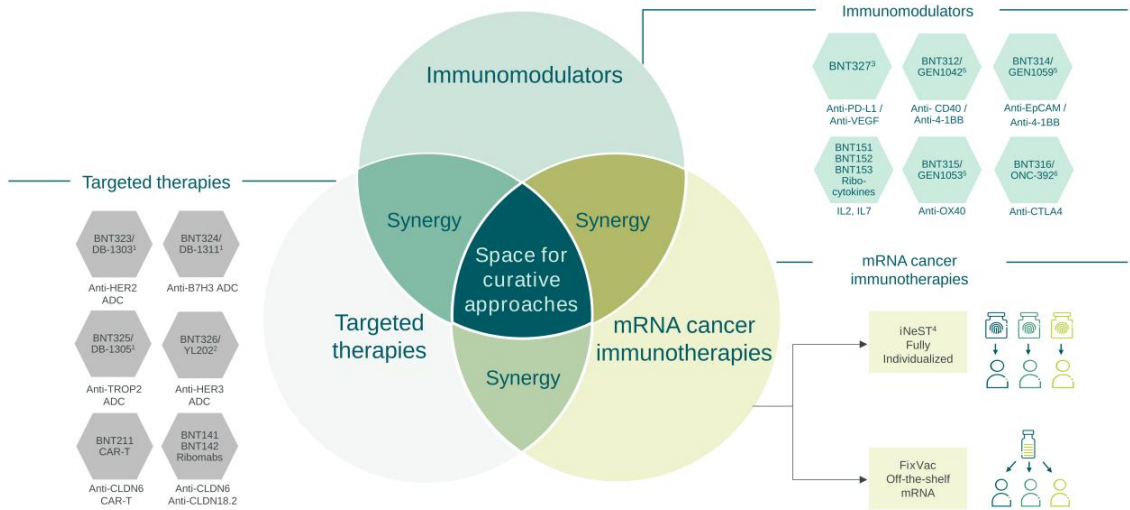 Immunomodulators
Targeted therapies
mRNA cancer immunotherapies
Synergy
Synergy
Synergy
Space for
curative
approaches
Immunomodulators
BNT327³
Anti-PD-L1 /
Anti-VEGF
BNT312/
GEN1042⁵
Anti- CD40 /
Anti-4-1BB
BNT314/
GEN1059⁵
Anti-EpCAM /
Anti-4-1BB
BNT151
BNT152
BNT153
Ribo-
cytokines
IL2, IL7
BNT315/
GEN1053⁵
Anti-OX40
BNT316/
ONC-392⁶
Anti-CTLA4
Targeted therapies
BNT323/
DB-1303¹
Anti-HER2
ADC
BNT324/
DB-1311¹
Anti-B7H3 ADC
BNT325/
DB-1305¹
Anti-TROP2
ADC
BNT326/
YL202²
Anti-HER3
ADC
BNT211
CAR-T
Anti-CLDN6
CAR-T
BNT141
BNT142
Ribomabs
Anti-CLDN6
Anti-CLDN18.2
mRNA cancer
immunotherapies
iNeST⁴
Fully
Individualized
FixVac
Off-the-shelf
mRNA